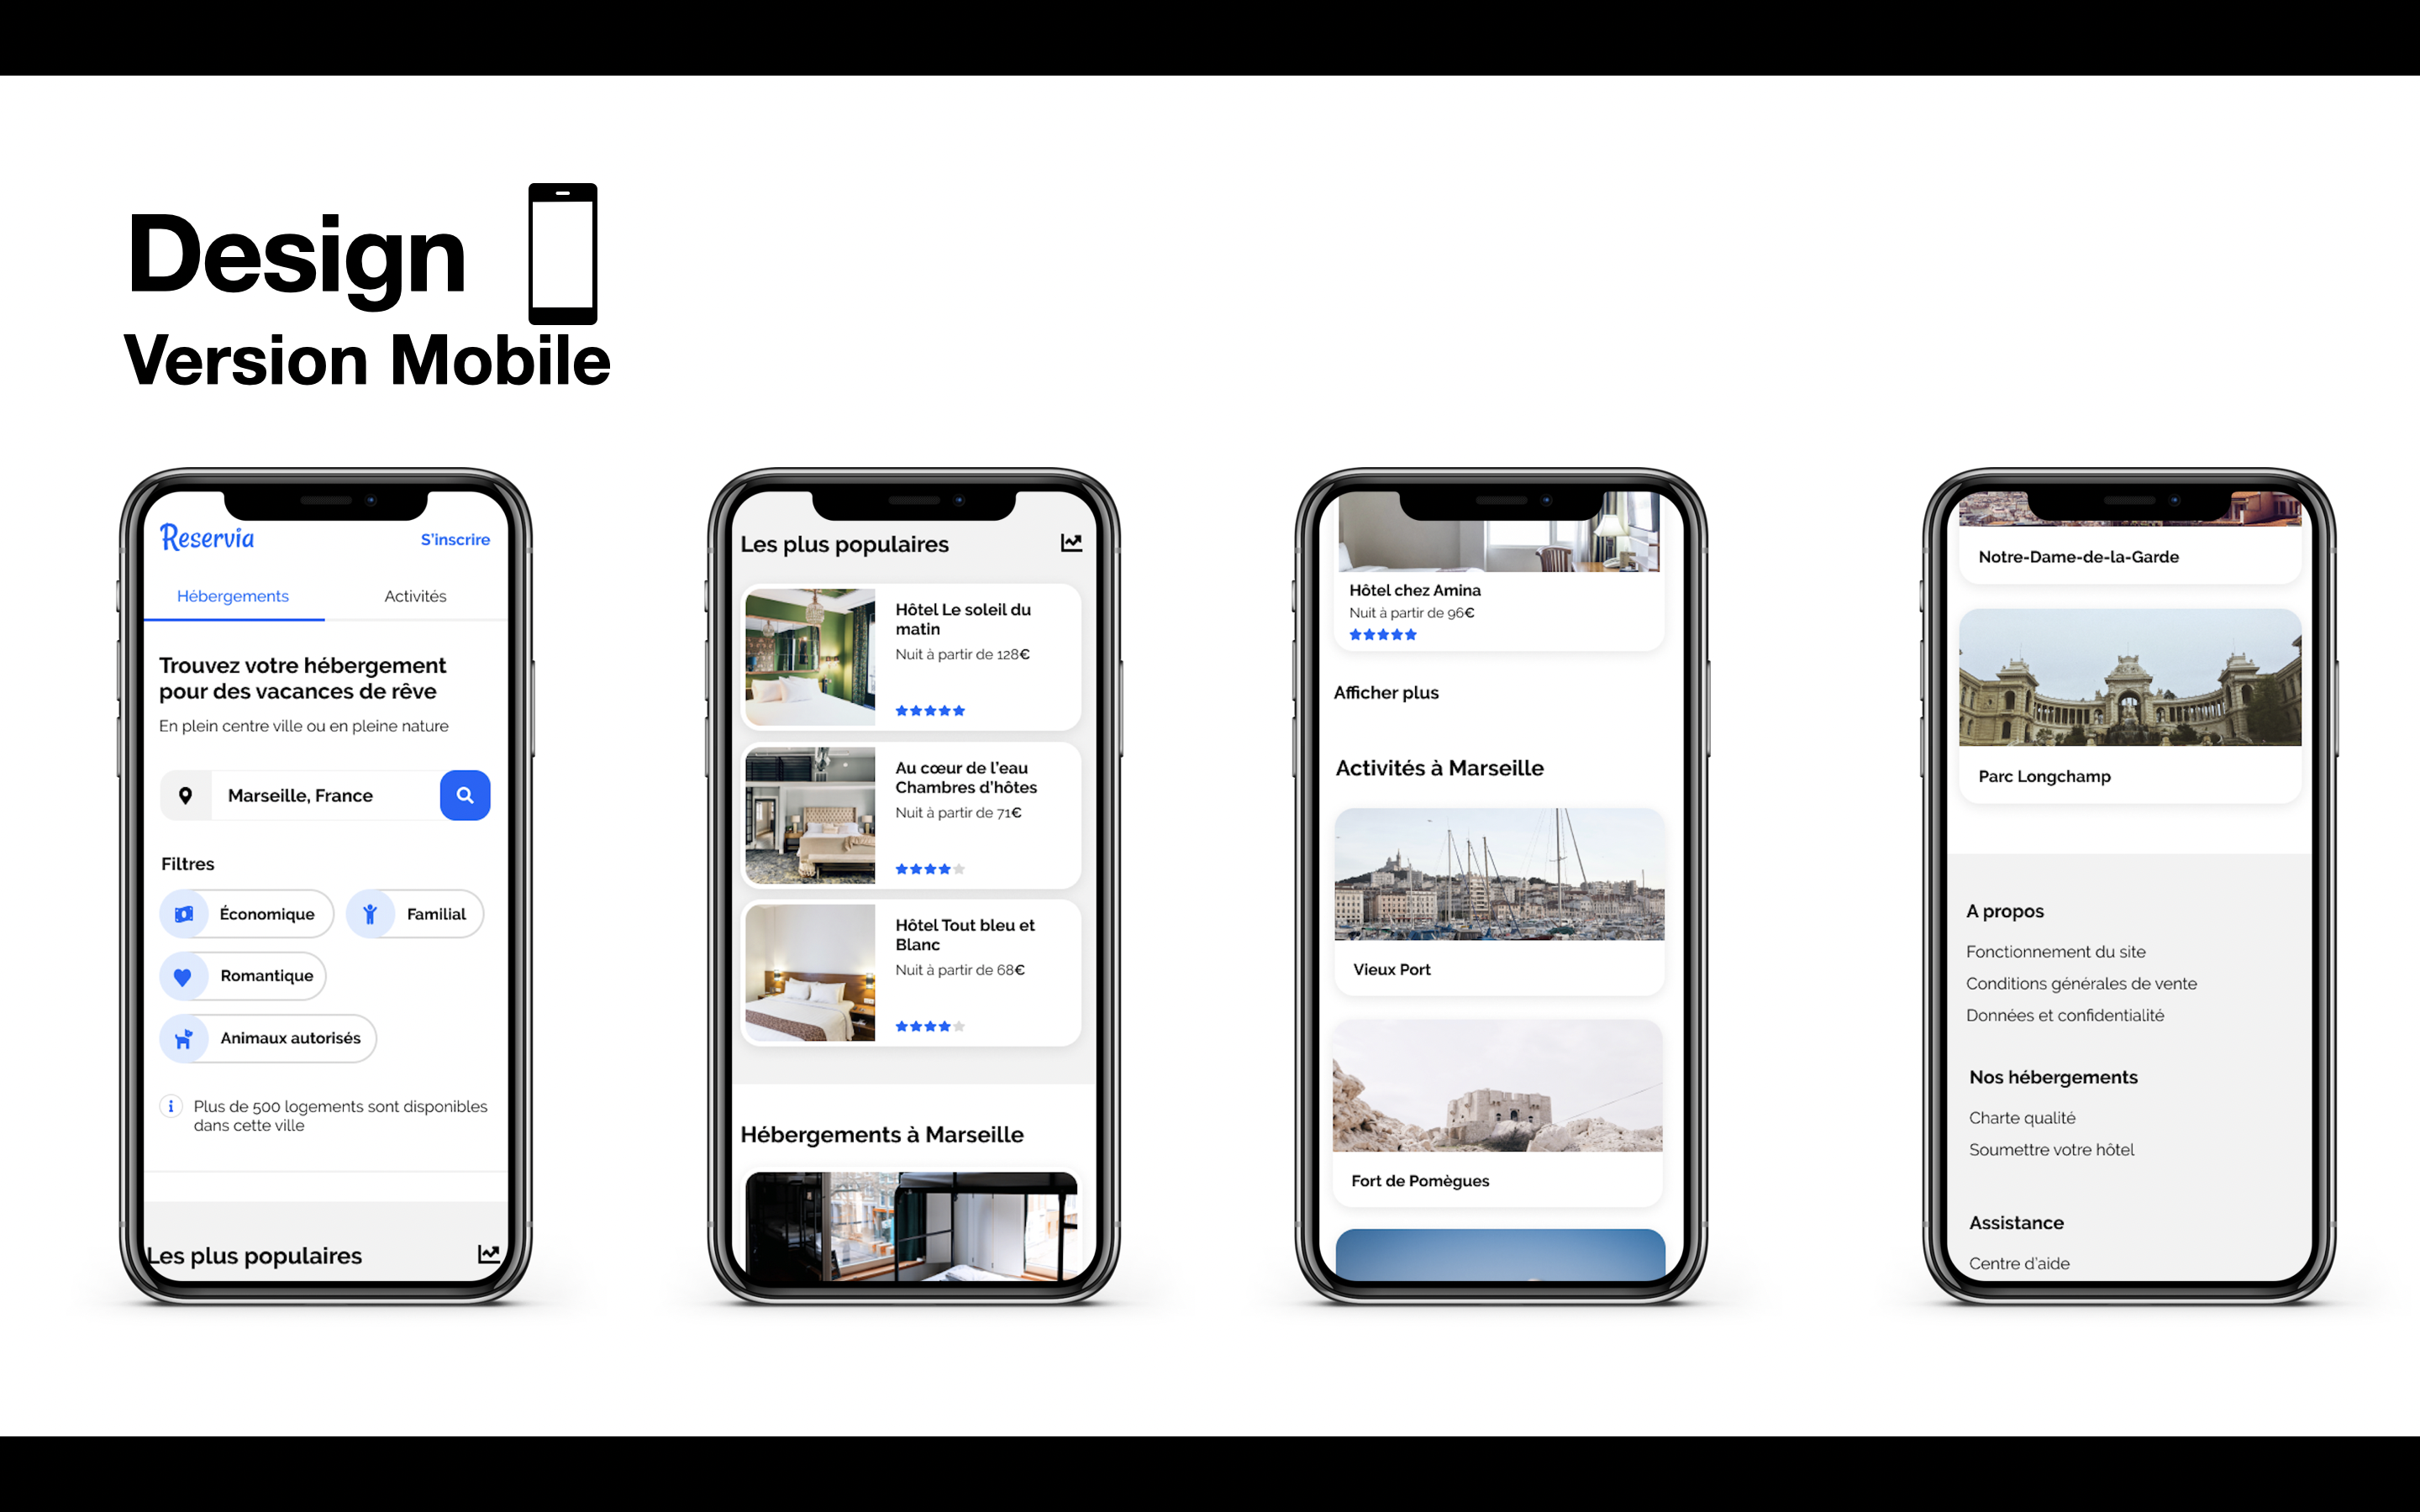 Design
Version Mobile
Reservia
S'inscrire
Hébergements
Activités
Trouvez votre hébergement
pour des vacances de rêve
En plein centre ville ou en pleine nature
Marseille, France
Filtres
Économique
Familial
Romantique
Animaux autorisés
Plus de 500 logements sont disponibles
dans cette ville
Les plus populaires
Les plus populaires
Hôtel Le soleil du
matin
Nuit à partir de 128€
Au cœur de l'eau
Chambres d'hôtes
Nuit à partir de 71€
Hôtel Tout bleu et
Blanc
Nuit à partir de 68€
Hébergements à Marseille
Hôtel chez Amina
Nuit à partir de 96€
Afficher plus
Activités à Marseille
Vieux Port
Fort de Pomègues
Notre-Dame-de-la-Garde
Parc Longchamp
A propos
Fonctionnement du site
Conditions générales de vente
Données et confidentialité
Nos hébergements
Charte qualité
Soumettre votre hôtel
Assistance
Centre d'aide